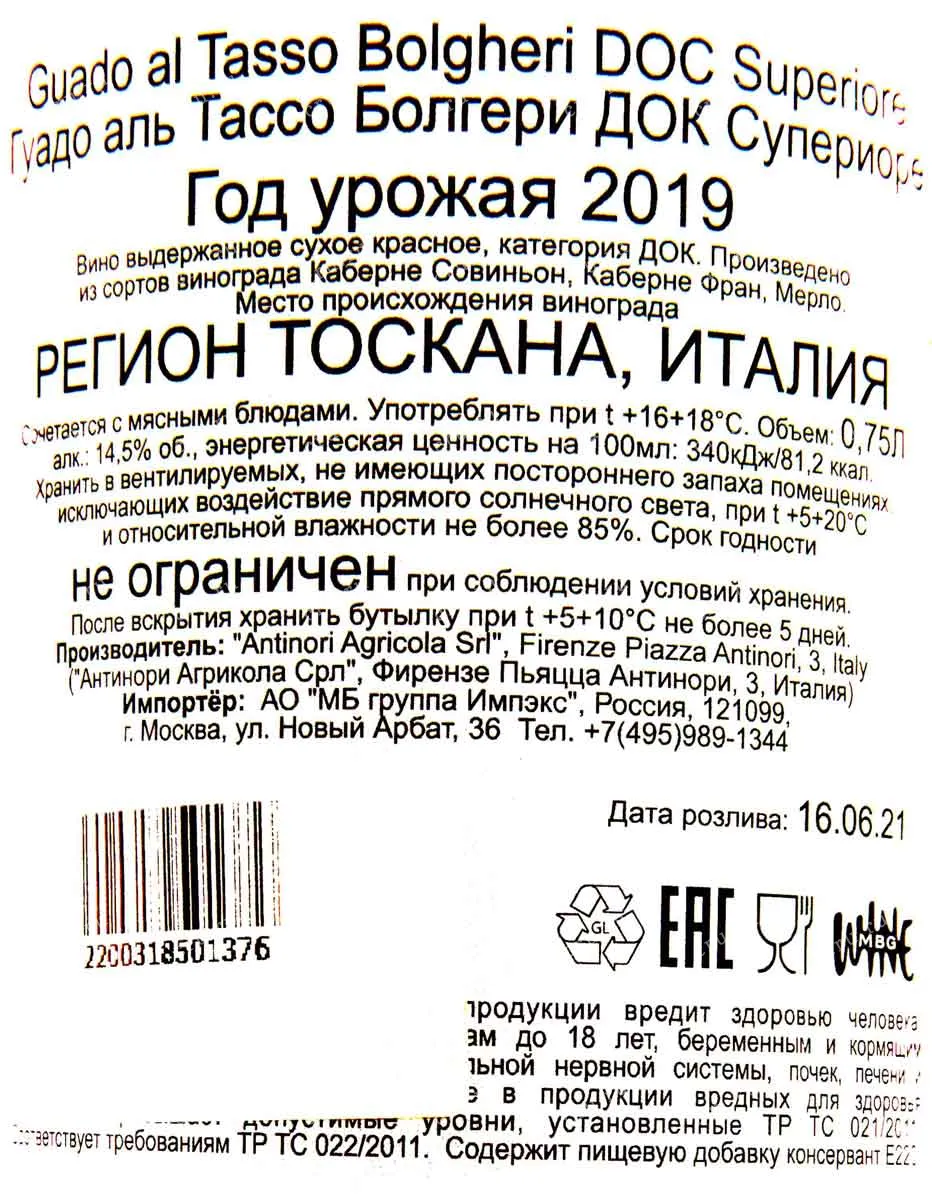 Guado al Tasso Bolgheri DOC Superiore
Гуадо аль Тассо Болгери ДОК Супериоре
Год урожая 2019
Вино выдержанное сухое красное, категория ДОК. Произведено
из сортов винограда Каберне Совиньон, Каберне Фран, Мерло.
Место происхождения винограда
РЕГИОН ТОСКАНА, ИТАЛИЯ
Сочетается с мясными блюдами. Употреблять при t +16+18°C. Объем: 0,75Л
алк.: 14,5% об., энергетическая ценность на 100мл: 340кДж/81,2 ккал.
Хранить в вентилируемых, не имеющих постороннего запаха помещениях
исключающих воздействие прямого солнечного света, при t +5+20°C
и относительной влажности не более 85%. Срок годности
не ограничен при соблюдении условий хранения.
После вскрытия хранить бутылку при t +5+10°C не более 5 дней.
Производитель: "Antinori Agricola Srl", Firenze Piazza Antinori, 3, Italy
("Антинори Агрикола Срл", Фирензе Пьяцца Антинори, 3, Италия)
Импортёр: АО "МБ группа Импэкс", Россия, 121099,
г. Москва, ул. Новый Арбат, 36 Тел. +7(495)989-1344
Дата розлива: 16.06.21
2200318501376
GL EAC WINE MBG
продукции вредит здоровью человека
до 18 лет, беременным и
нервной системы, почек, печени
в продукции вредных для
допустимые уровни, установленные ТР ТС
требованиям ТР ТС 022/2011. Содержит пищевую добавку консервант